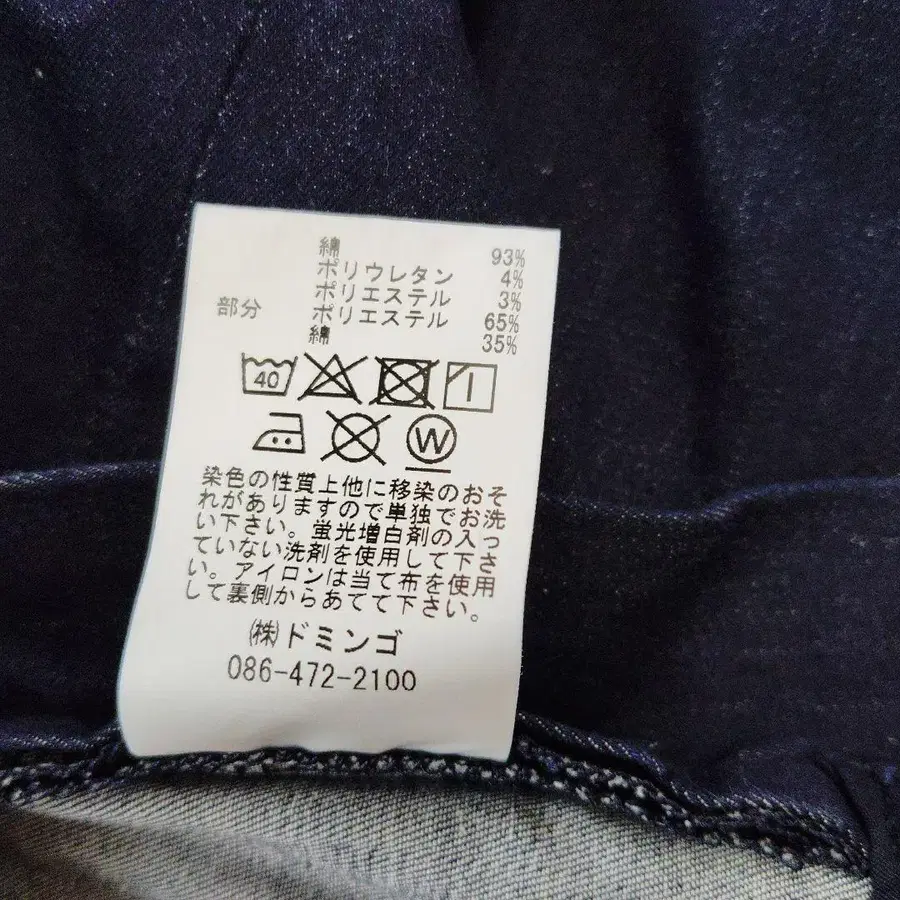 綿 93%
ポリウレタン 4%
ポリエステル 3%
部分 ポリエステル 65%
綿 35%
40
W
染色の性質上他に移染のおそ
れがありますので単独でお洗
い下さい。蛍光増白剤の入っ
ていない洗剤を使用して下さ
い。アイロンは当て布を使用
して裏側からあてて下さい。
㈱ドミンゴ
086-472-2100